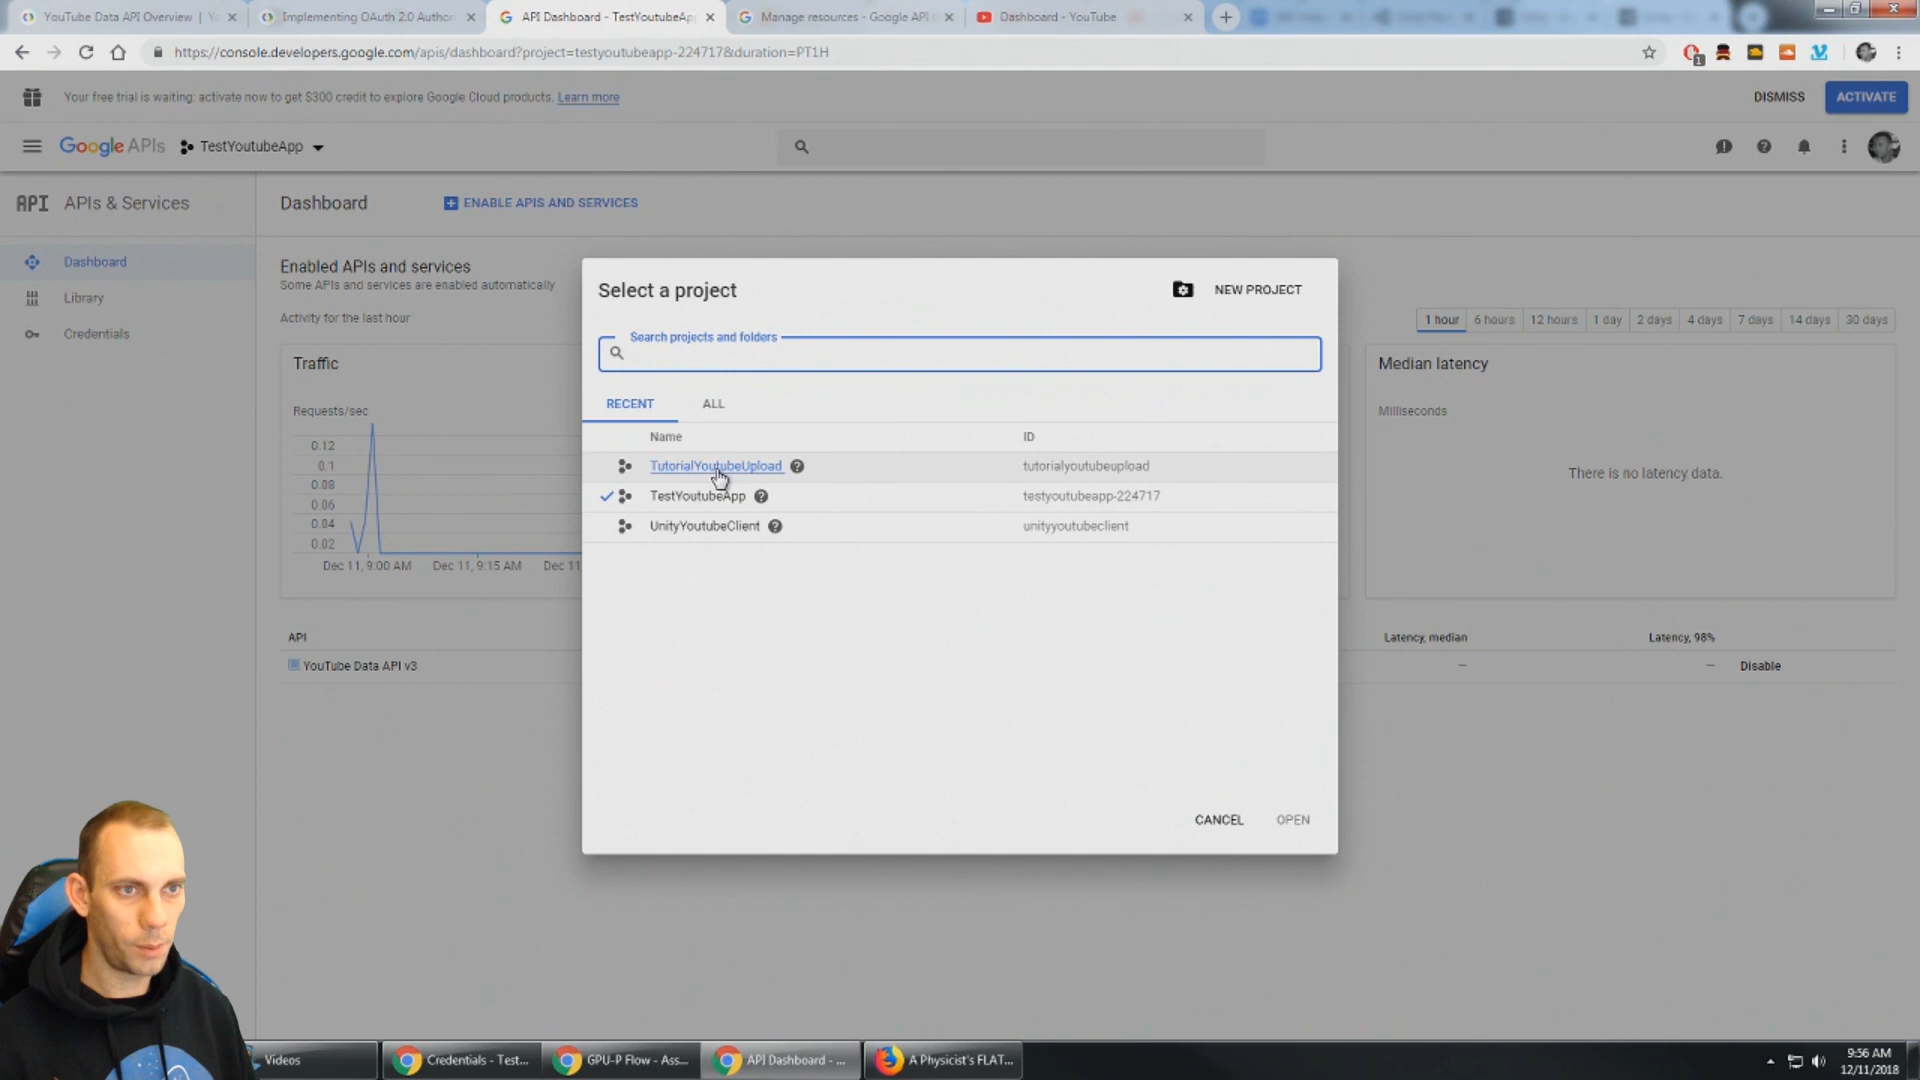 YouTube Data API Overview | Yo
Implementing OAuth 2.0 Author
API Dashboard - TestYoutubeAp
Manage resources - Google API
Dashboard - YouTube
https://console.developers.google.com/apis/dashboard?project=testyoutubeapp-224717&duration=PT1H
1
Your free trial is waiting: activate now to get $300 credit to explore Google Cloud products. Learn more
DISMISS
ACTIVATE
Google APIs
TestYoutubeApp
API APIs & Services
Dashboard
ENABLE APIS AND SERVICES
Dashboard
Library
Credentials
Enabled APIs and services
Some APIs and services are enabled automatically
Activity for the last hour
1 hour
6 hours
12 hours
1 day
2 days
4 days
7 days
14 days
30 days
Traffic
Requests/sec
0.12
0.1
0.08
0.06
0.04
0.02
Dec 11, 9:00 AM
Dec 11, 9:15 AM
Dec 11
Median latency
Milliseconds
There is no latency data.
Select a project
NEW PROJECT
Search projects and folders
RECENT
ALL
Name
ID
TutorialYoutubeUpload
tutorialyoutubeupload
TestYoutubeApp
testyoutubeapp-224717
UnityYoutubeClient
unityyoutubeclient
CANCEL
OPEN
API
Latency, median
Latency, 98%
YouTube Data API v3
–
–
Disable
Videos
Credentials - Test...
GPU-P Flow - Ass...
API Dashboard - ...
A Physicist's FLAT...
9:56 AM
12/11/2018